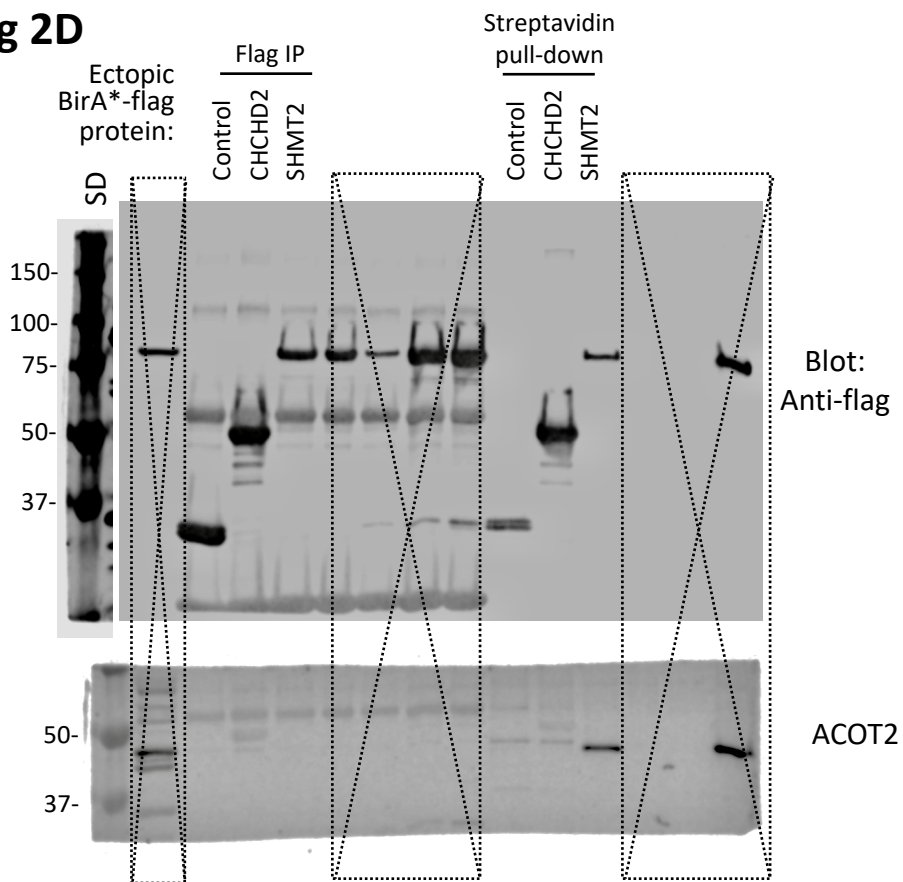 g 2D
Streptavidin
pull-down
Flag IP
Ectopic
BirA*-flag
protein:
Control
CHCHD2
SHMT2
Control
CHCHD2
SHMT2
SD
150-
100-
75-
50-
37-
Blot:
Anti-flag
50-
37-
ACOT2